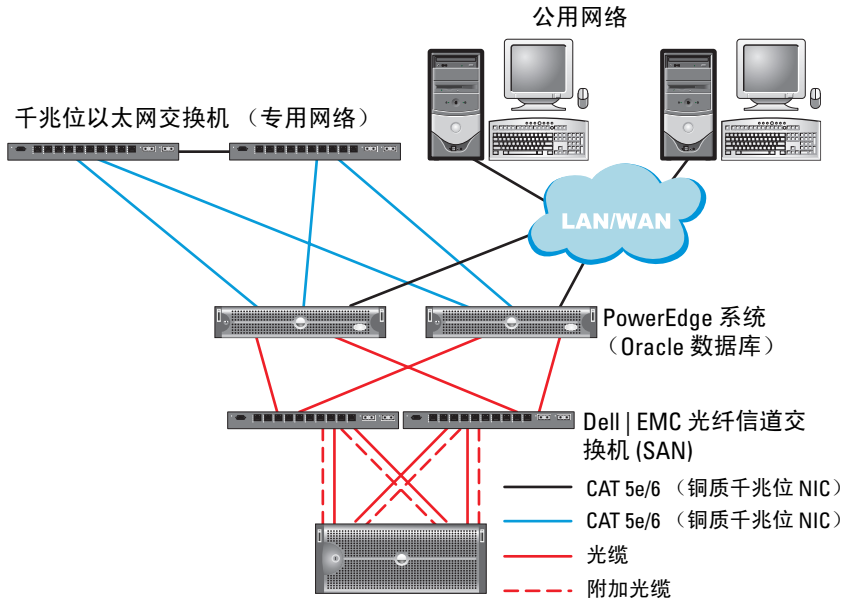 公用网络
千兆位以太网交换机 （专用网络）
LAN/WAN
PowerEdge 系统
（Oracle 数据库）
Dell | EMC 光纤信道交
换机 (SAN)
CAT 5e/6 （铜质千兆位 NIC）
CAT 5e/6 （铜质千兆位 NIC）
光缆
附加光缆